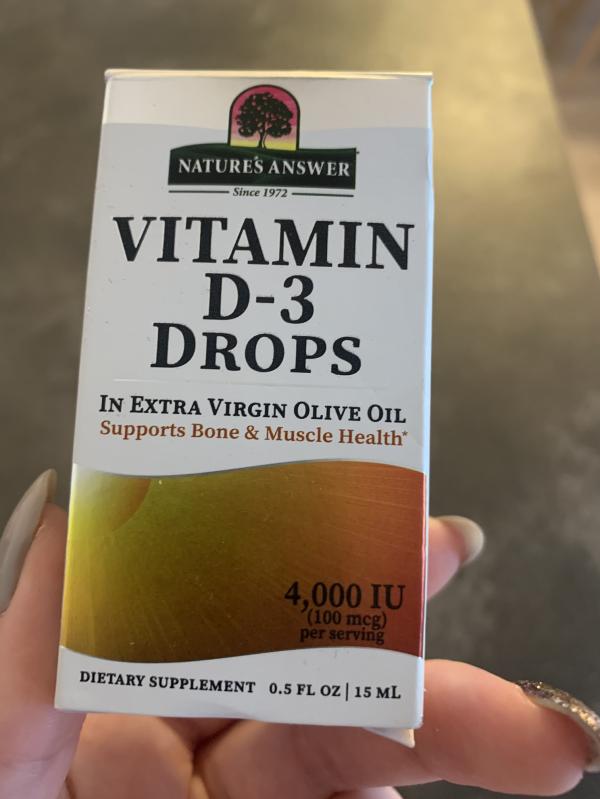 NATURE'S ANSWER
Since 1972
VITAMIN
D-3
DROPS
IN EXTRA VIRGIN OLIVE OIL
Supports Bone & Muscle Health*
4,000 IU
(100 mcg)
per serving
DIETARY SUPPLEMENT 0.5 FL OZ | 15 ML